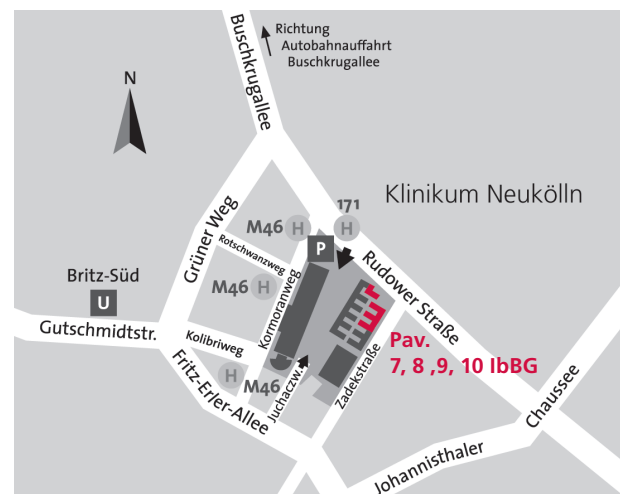 Richtung
Autobahnauffahrt
Buschkrugallee
Buschkrugallee
N
Klinikum Neukölln
171
M46 H
H
P
Grüner Weg
Rotschwanzweg
Rudower Straße
Britz-Süd
U
M46 H
Kormoranweg
Gutschmidtstr.
Kolibriweg
Pav.
7, 8 ,9, 10 IbBG
H
M46
Juchaczw.
Zadekstraße
Fritz-Erler-Allee
Chaussee
Johannisthaler